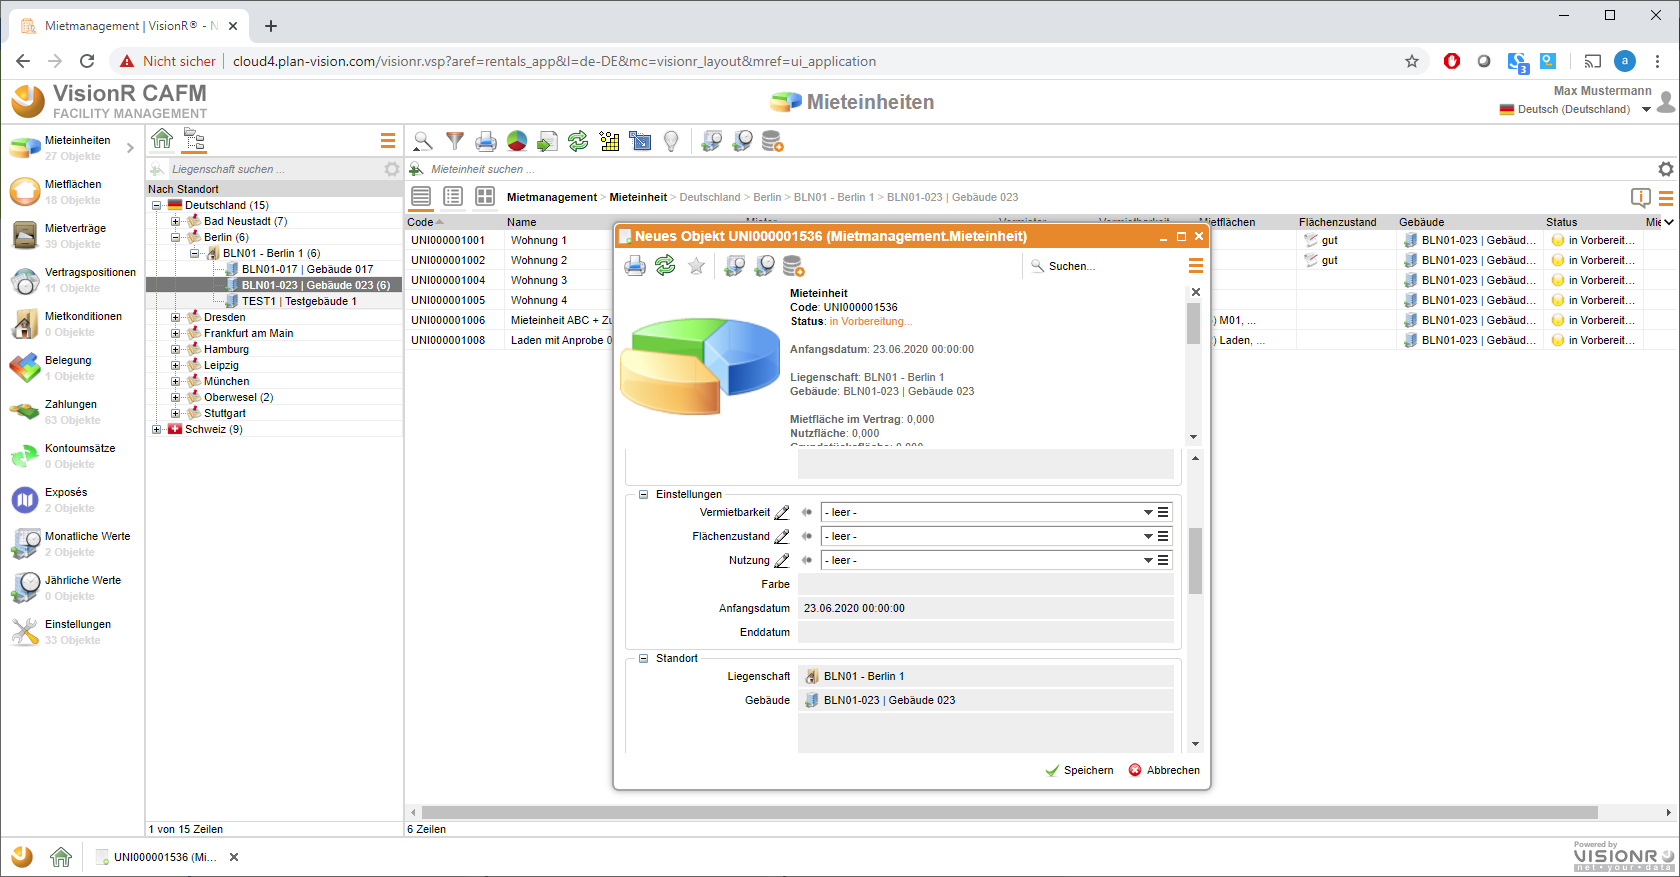 Mietmanagement | VisionR® - N
Nicht sicher | cloud4.plan-vision.com/visionr.vsp?aref=rentals_app&l=de-DE&mc=visionr_layout&mref=ui_application
3
a
VisionR CAFM
FACILITY MANAGEMENT
Mieteinheiten
Max Mustermann
Deutsch (Deutschland)
Mieteinheiten
27 Objekte
Mietflächen
18 Objekte
Mietverträge
39 Objekte
Vertragspositionen
11 Objekte
Mietkonditionen
0 Objekte
Belegung
1 Objekte
Zahlungen
63 Objekte
Kontoumsätze
0 Objekte
Exposés
2 Objekte
Monatliche Werte
2 Objekte
Jährliche Werte
0 Objekte
Einstellungen
33 Objekte
Liegenschaft suchen ...
Nach Standort
Deutschland (15)
Bad Neustadt (7)
Berlin (6)
BLN01 - Berlin 1 (6)
BLN01-017 | Gebäude 017
BLN01-023 | Gebäude 023 (6)
TEST1 | Testgebäude 1
Dresden
Frankfurt am Main
Hamburg
Leipzig
München
Oberwesel (2)
Stuttgart
Schweiz (9)
1 von 15 Zeilen
Mieteinheit suchen ...
Mietmanagement > Mieteinheit > Deutschland > Berlin > BLN01 - Berlin 1 > BLN01-023 | Gebäude 023
Code Name Mieter Vermieter Vermietbarkeit Mietflächen Flächenzustand Gebäude Status Mie
UNI000001001 Wohnung 1 gut BLN01-023 | Gebäud... in Vorbereit...
UNI000001002 Wohnung 2 gut BLN01-023 | Gebäud... in Vorbereit...
UNI000001004 Wohnung 3 BLN01-023 | Gebäud... in Vorbereit...
UNI000001005 Wohnung 4 BLN01-023 | Gebäud... in Vorbereit...
UNI000001006 Mieteinheit ABC + Zu ) M01, ... BLN01-023 | Gebäud... in Vorbereit...
UNI000001008 Laden mit Anprobe 0 ) Laden, ... BLN01-023 | Gebäud... in Vorbereit...
6 Zeilen
Neues Objekt UNI000001536 (Mietmanagement.Mieteinheit)
Suchen...
Mieteinheit
Code: UNI000001536
Status: in Vorbereitung...
Anfangsdatum: 23.06.2020 00:00:00
Liegenschaft: BLN01 - Berlin 1
Gebäude: BLN01-023 | Gebäude 023
Mietfläche im Vertrag: 0,000
Nutzfläche: 0,000
Grundstücksfläche: 0,000
Einstellungen
Vermietbarkeit - leer -
Flächenzustand - leer -
Nutzung - leer -
Farbe
Anfangsdatum 23.06.2020 00:00:00
Enddatum
Standort
Liegenschaft BLN01 - Berlin 1
Gebäude BLN01-023 | Gebäude 023
Speichern Abbrechen
UNI000001536 (Mi...
Powered by
VISIONR
net•your•data